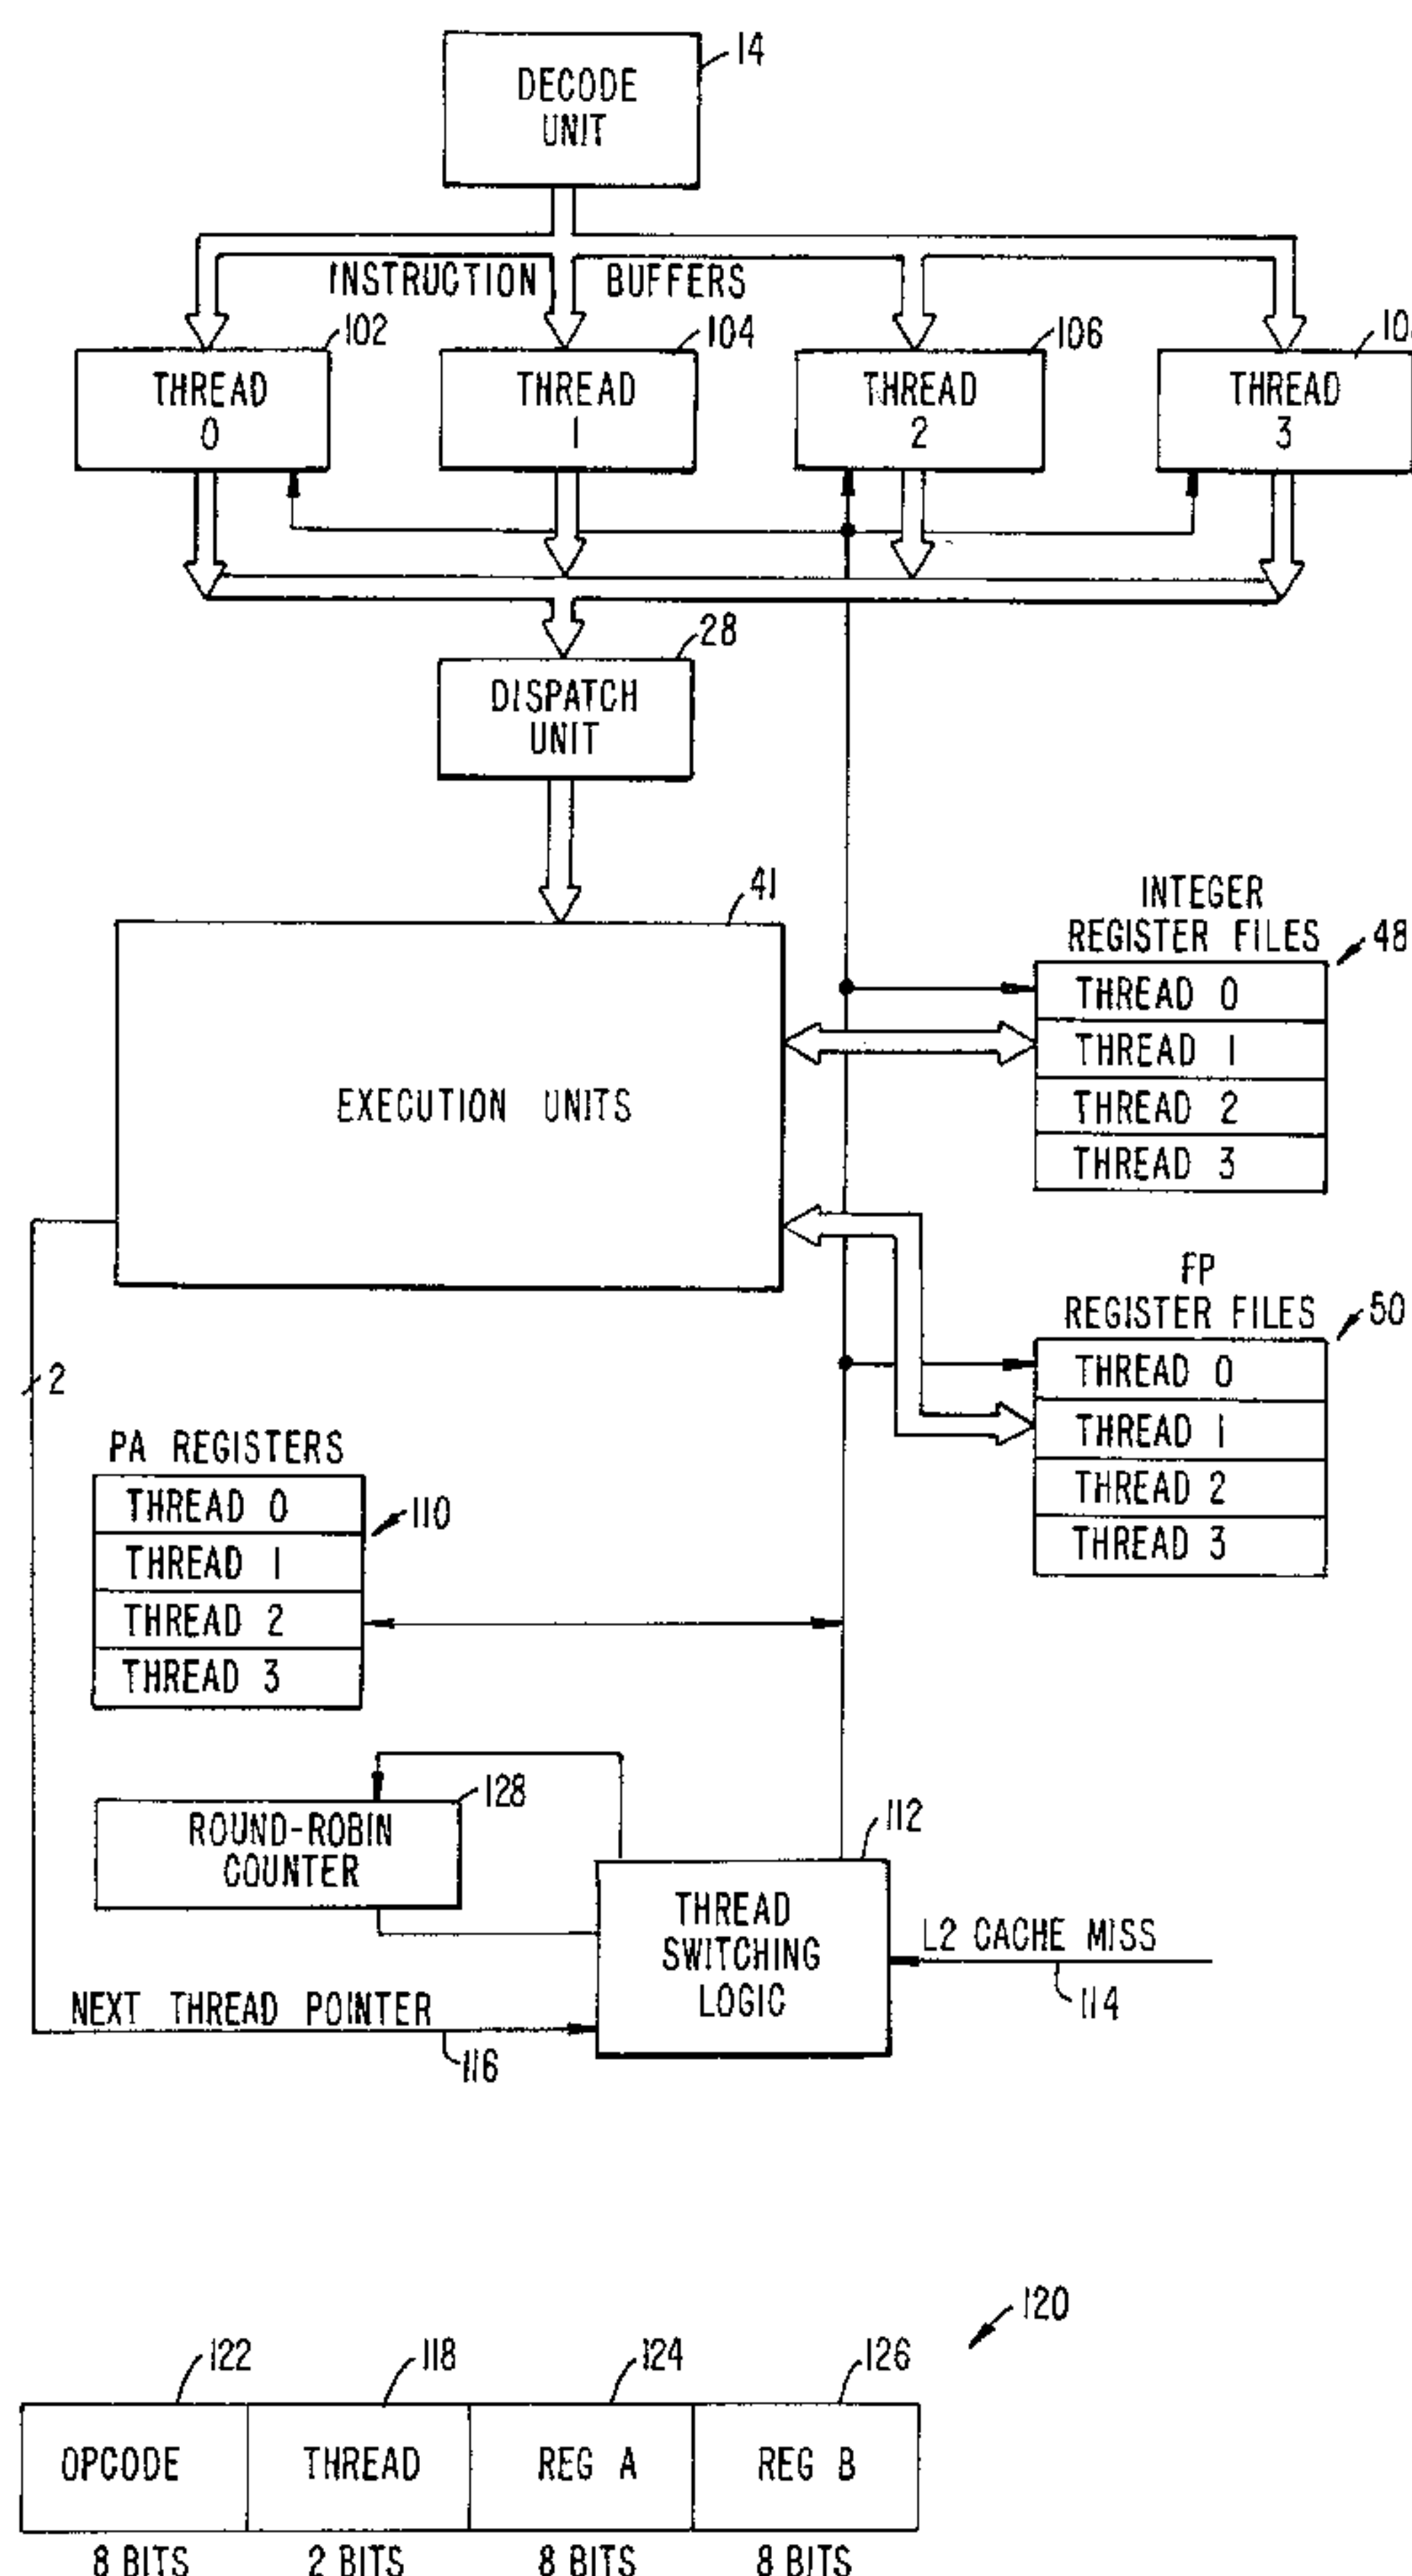 14
DECODE
UNIT
INSTRUCTION BUFFERS
102
104
106
THREAD
0
THREAD
1
THREAD
2
THREAD
3
28
DISPATCH
UNIT
41
EXECUTION UNITS
INTEGER
REGISTER FILES
48
THREAD 0
THREAD 1
THREAD 2
THREAD 3
FP
REGISTER FILES
50
THREAD 0
THREAD 1
THREAD 2
THREAD 3
2
PA REGISTERS
110
THREAD 0
THREAD 1
THREAD 2
THREAD 3
128
ROUND-ROBIN
COUNTER
112
THREAD
SWITCHING
LOGIC
L2 CACHE MISS
114
NEXT THREAD POINTER
116
120
122
118
124
126
OPCODE
THREAD
REG A
REG B
8 BITS
2 BITS
8 BITS
8 BITS